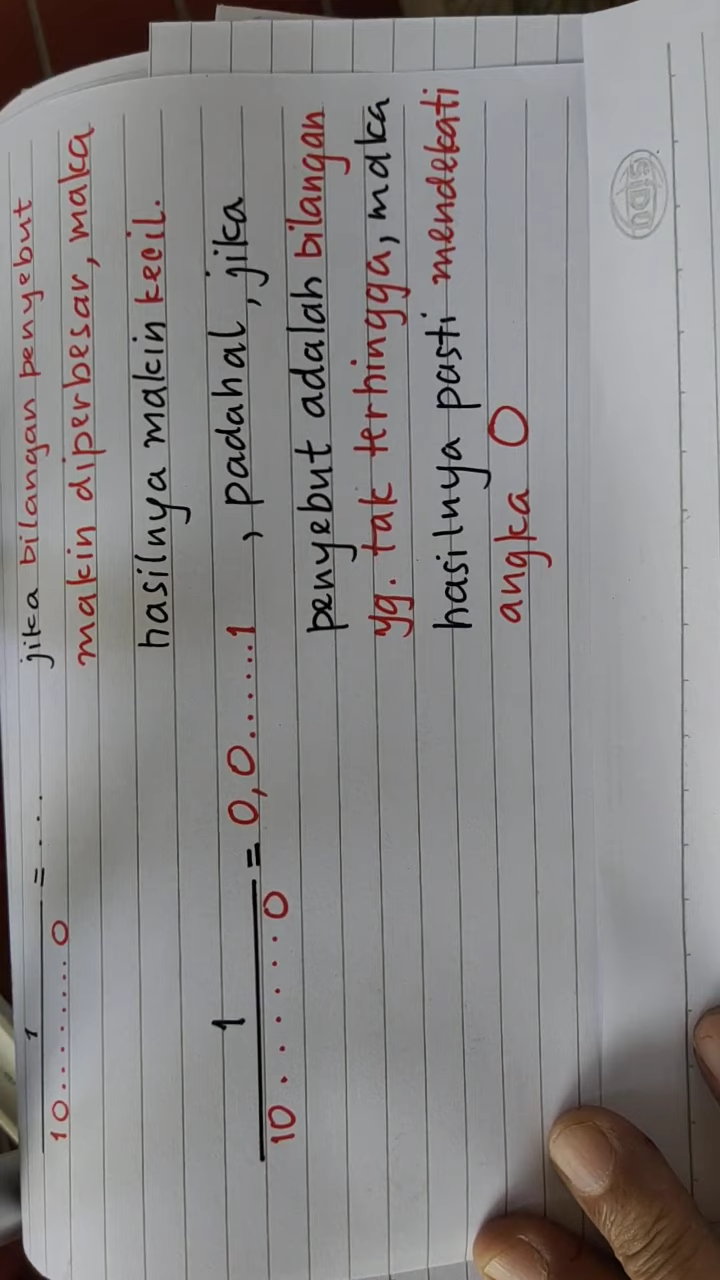 1
10.........0
= ...
jika bilangan penyebut
makin diperbesar, maka
hasilnya makin kecil.
1
10.......0
= 0,0......1
, padahal, jika
penyebut adalah bilangan
yg. tak terhingga, maka
hasilnya pasti mendekati
angka 0
SIDU